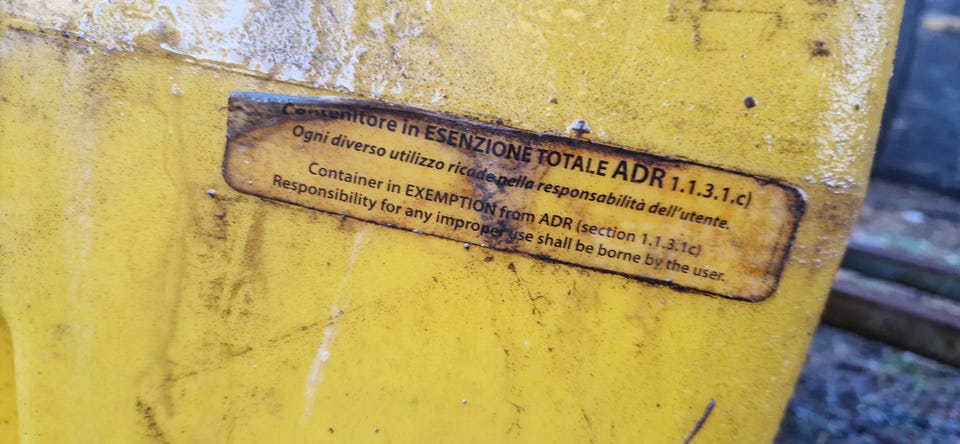 Contenitore in ESENZIONE TOTALE ADR 1.1.3.1.c)
Ogni diverso utilizzo ricade nella responsabilità dell'utente.
Container in EXEMPTION from ADR (section 1.1.3.1c)
Responsibility for any improper use shall be borne by the user.